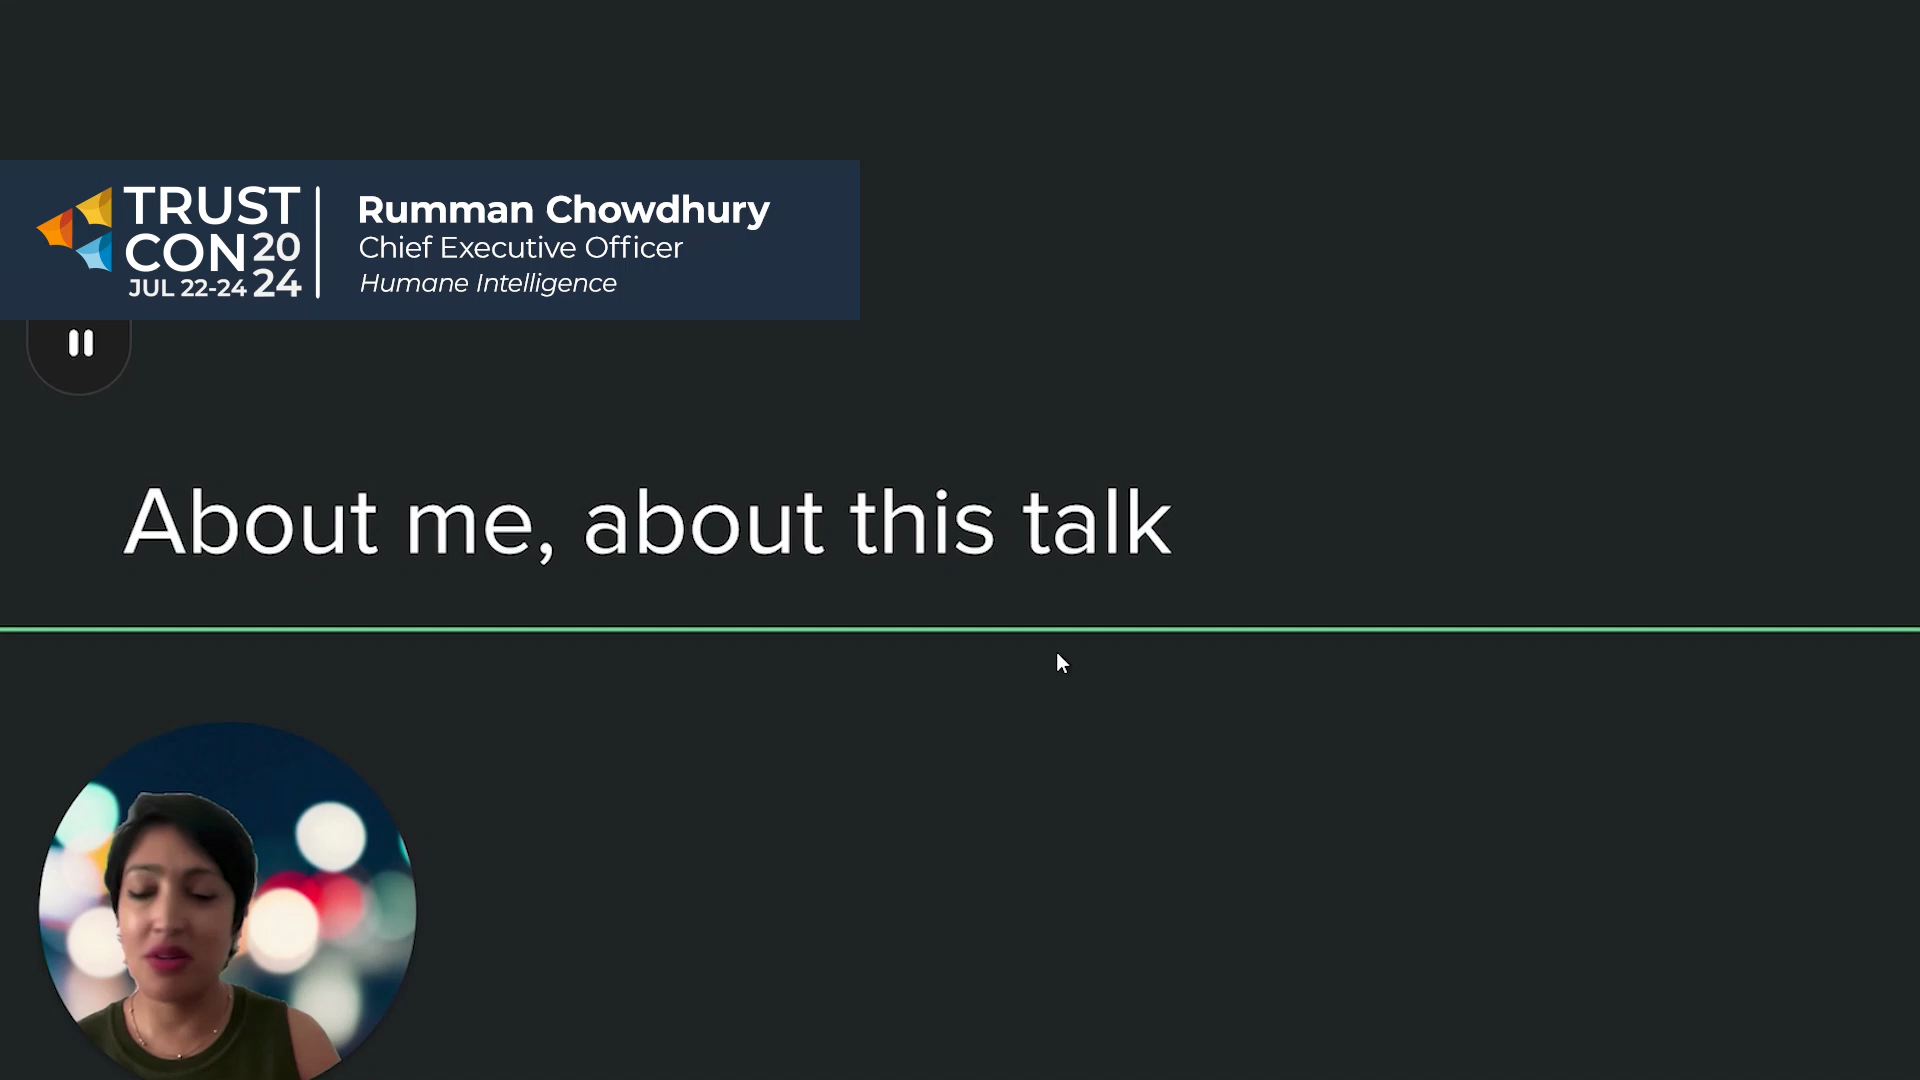 TRUST
CON 20
JUL 22-24 24
Rumman Chowdhury
Chief Executive Officer
Humane Intelligence
About me, about this talk